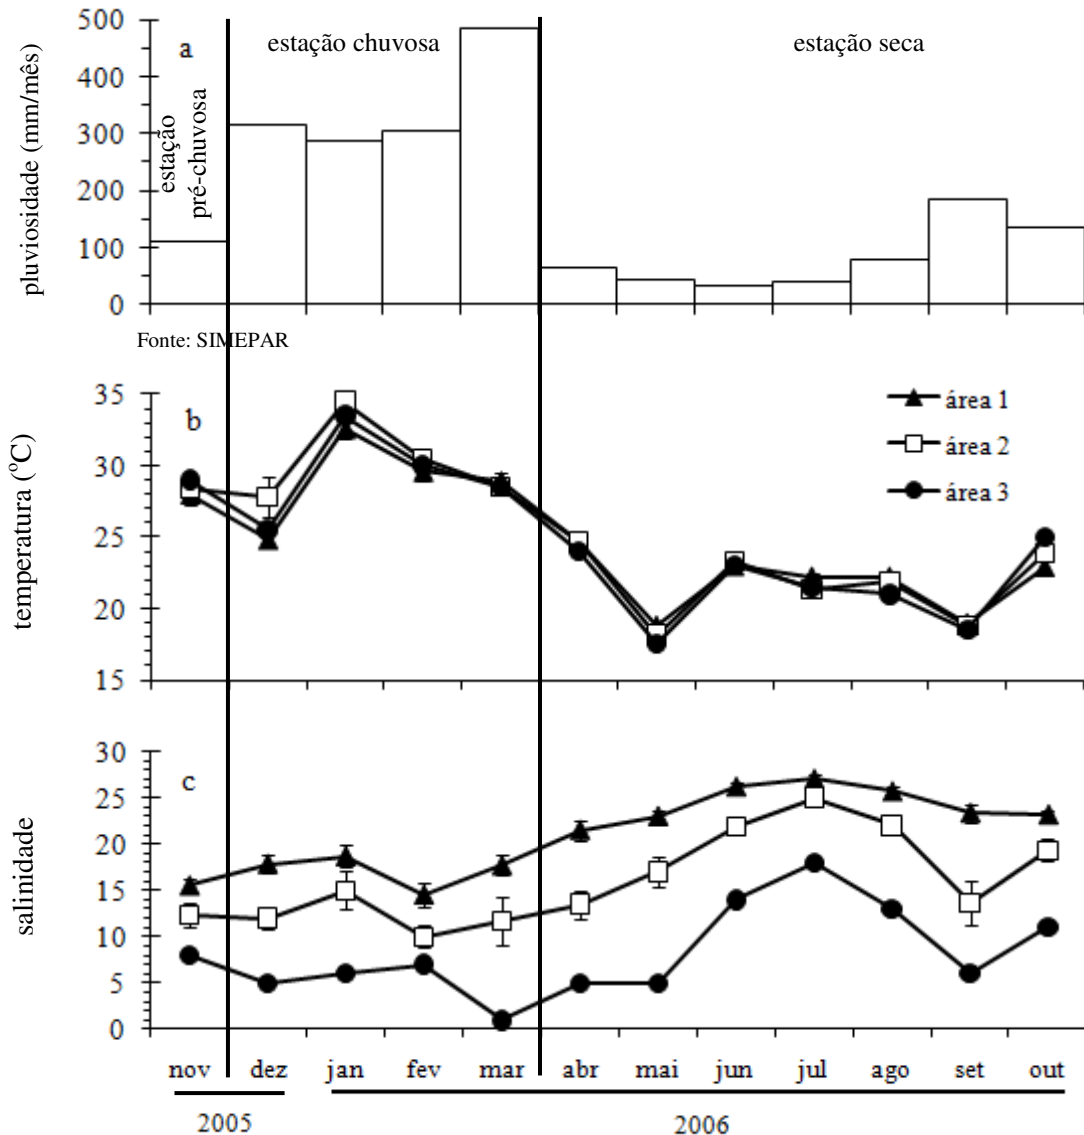 500
400
300
200
100
0
pluviosidade (mm/mês)
a
estação
pré-chuvosa
estação chuvosa
estação seca
Fonte: SIMEPAR
35
30
25
20
15
temperatura (°C)
b
área 1
área 2
área 3
30
25
20
15
10
5
0
salinidade
c
nov dez jan fev mar abr mai jun jul ago set out
2005 2006